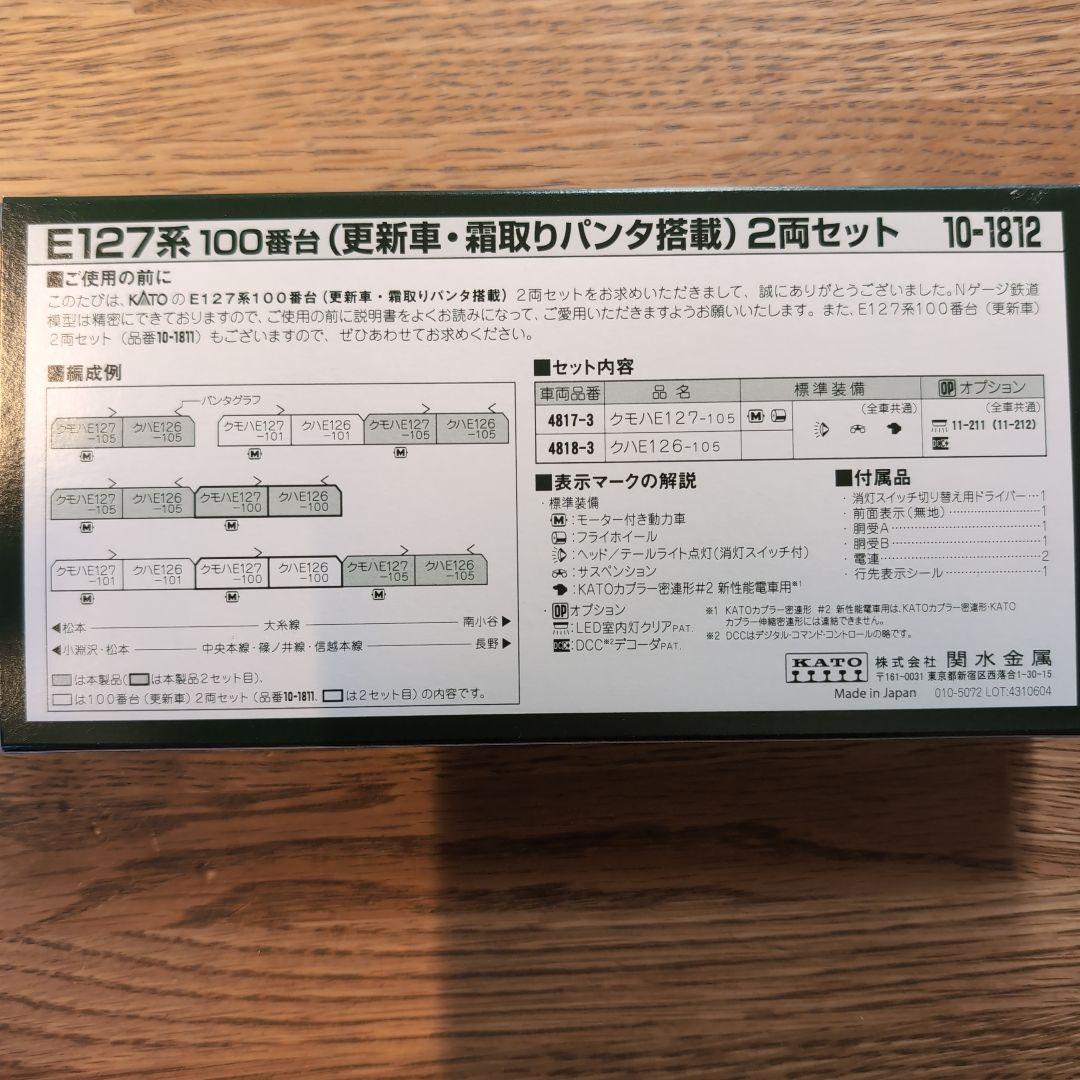 E127系 100番台 (更新車・霜取りパンタ搭載) 2両セット 10-1812
ご使用の前に
このたびは、KATOのE127系100番台(更新車・霜取りパンタ搭載)2両セットをお求めいただきまして、誠にありがとうございました。Nゲージ鉄道
模型は精密にできておりますので、ご使用の前に説明書をよくお読みになって、ご愛用いただきますようお願いいたします。また、E127系100番台(更新車)
2両セット(品番10-1811)もございますので、ぜひあわせてお求めください。
編成例
パンタグラフ
クモハE127-105 クハE126-105 クモハE127-101 クハE126-101 クモハE127-105 クハE126-105
M M M
クモハE127-105 クハE126-105 クモハE127-100 クハE126-100
M M
クモハE127-101 クハE126-101 クモハE127-100 クハE126-100 クモハE127-105 クハE126-105
M M M
◀松本 大糸線 南小谷▶
◀小淵沢・松本 中央本線・篠ノ井線・信越本線 長野▶
は本製品(は本製品2セット目)、
は100番台(更新車)2両セット(品番10-1811、は2セット目)の内容です。
■セット内容
車両品番 品名 標準装備 OPオプション
4817-3 クモハE127-105 M (全車共通) (全車共通) 11-211 (11-212)
4818-3 クハE126-105 DCC
■表示マークの解説
・標準装備
M:モーター付き動力車
:フライホイール
:ヘッド/テールライト点灯(消灯スイッチ付)
:サスペンション
:KATOカプラー密連形#2 新性能電車用※1
・OPオプション
:LED室内灯クリアPAT.
DCC:DCC※2デコーダPAT.
■付属品
・消灯スイッチ切り替え用ドライバー…1
・前面表示(無地)…1
・胴受A…1
・胴受B…1
・電連…2
・行先表示シール…1
※1 KATOカプラー密連形 #2 新性能電車用は、KATOカプラー密連形・KATO
カプラー伸縮密連形には連結できません。
※2 DCCはデジタル・コマンド・コントロールの略です。
KATO 株式会社 関水金属
〒161-0031 東京都新宿区西落合1-30-15
Made in Japan 010-5072 LOT:4310604